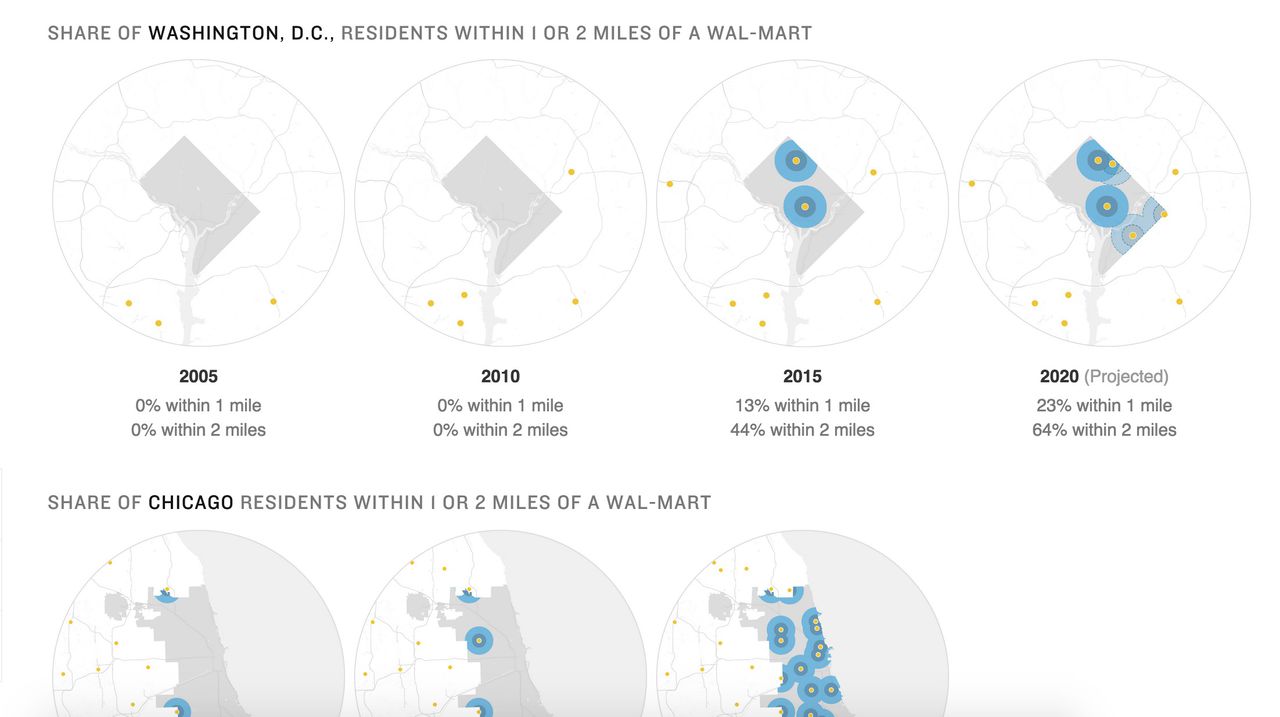 SHARE OF WASHINGTON, D.C., RESIDENTS WITHIN 1 OR 2 MILES OF A WAL-MART
2005
0% within 1 mile
0% within 2 miles
2010
0% within 1 mile
0% within 2 miles
2015
13% within 1 mile
44% within 2 miles
2020 (Projected)
23% within 1 mile
64% within 2 miles
SHARE OF CHICAGO RESIDENTS WITHIN 1 OR 2 MILES OF A WAL-MART